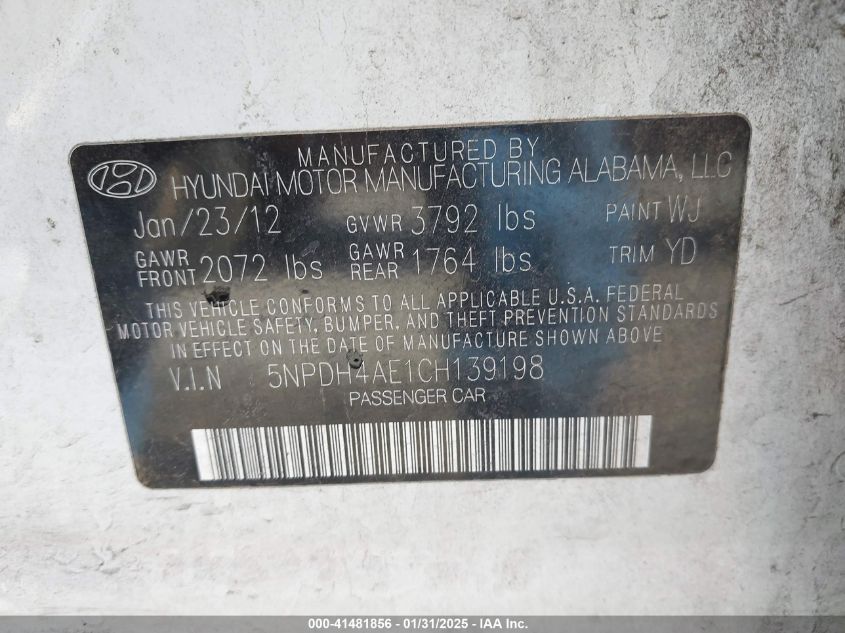 MANUFACTURED BY
HYUNDAI MOTOR MANUFACTURING ALABAMA, LLC
Jan/23/12 GVWR 3792 lbs PAINT WJ
GAWR FRONT 2072 lbs GAWR REAR 1764 lbs TRIM YD
THIS VEHICLE CONFORMS TO ALL APPLICABLE U.S.A. FEDERAL
MOTOR VEHICLE SAFETY, BUMPER, AND THEFT PREVENTION STANDARDS
IN EFFECT ON THE DATE OF MANUFACTURE SHOWN ABOVE
V.I.N 5NPDH4AE1CH139198
PASSENGER CAR
000-41481856 - 01/31/2025 - IAA Inc.